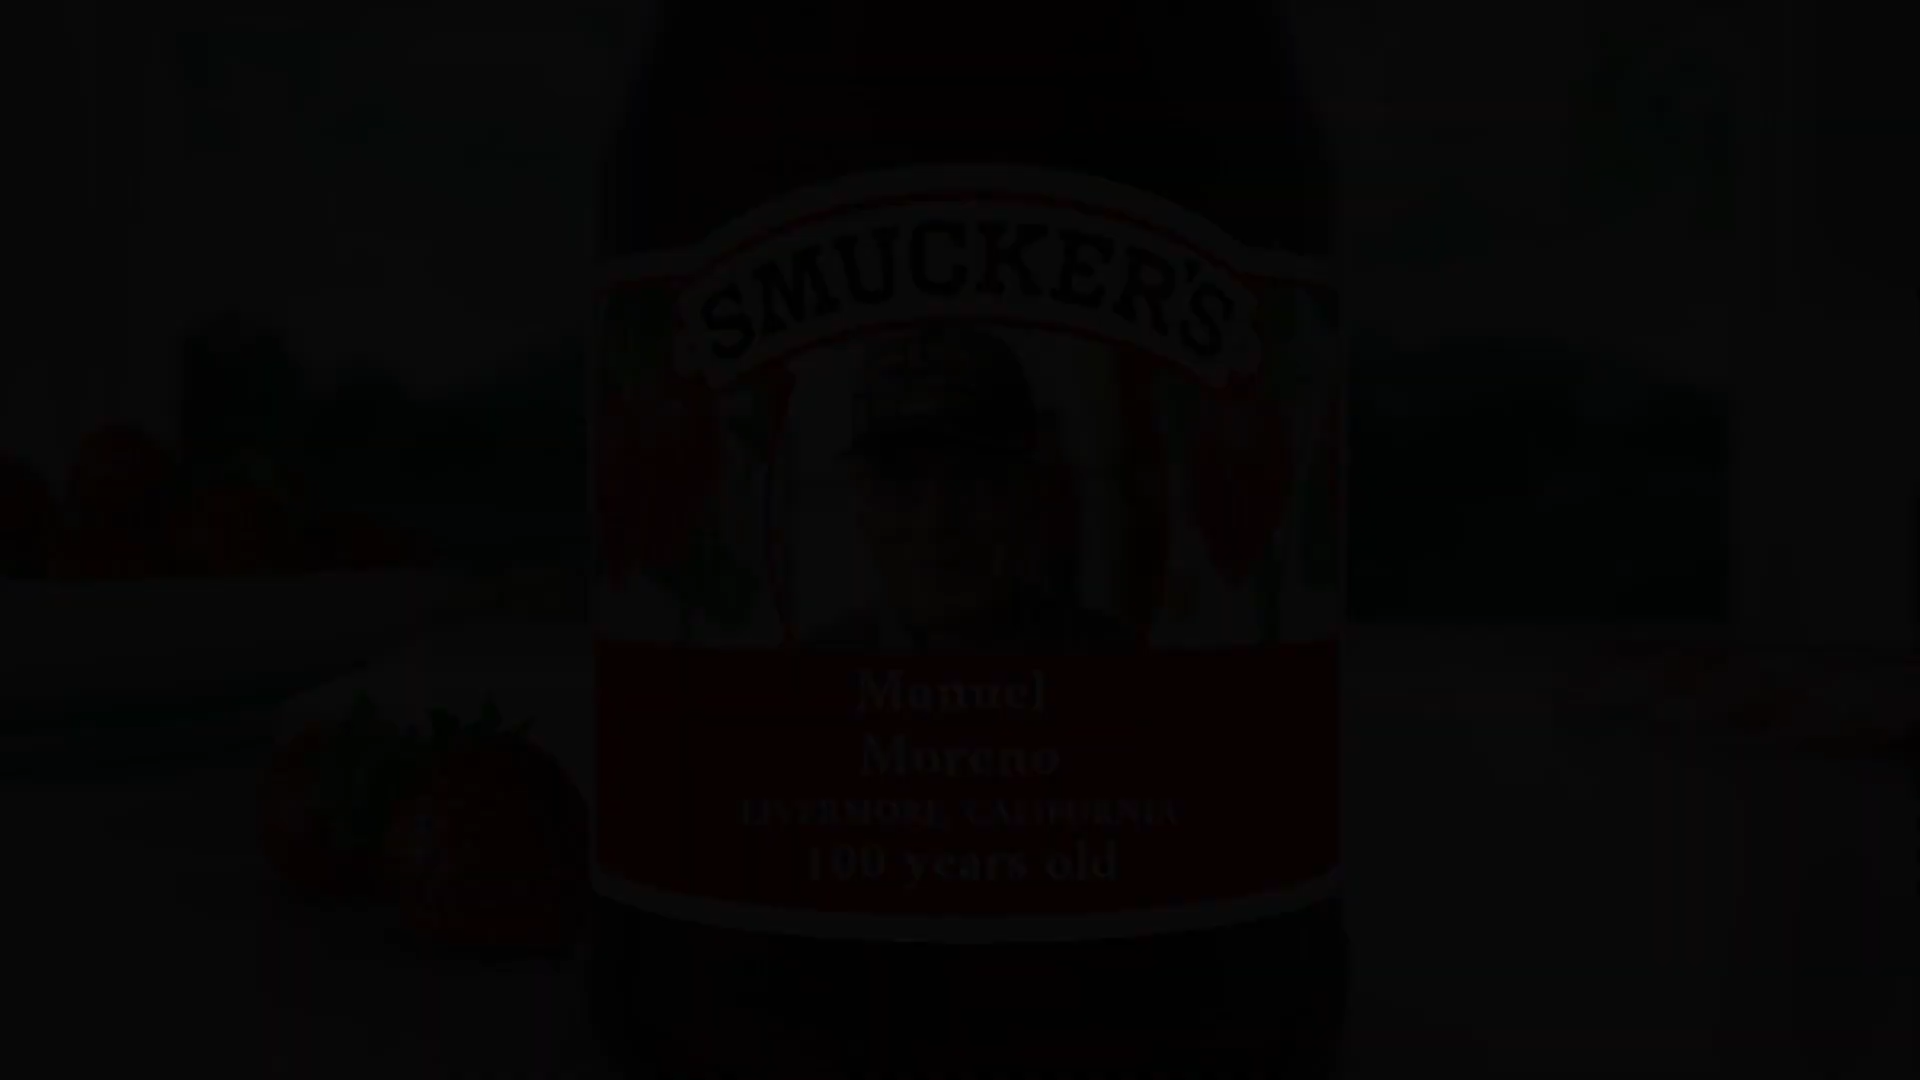 SMUCKER'S
Manuel
Moreno
LIVERMORE, CALIFORNIA
100 years old